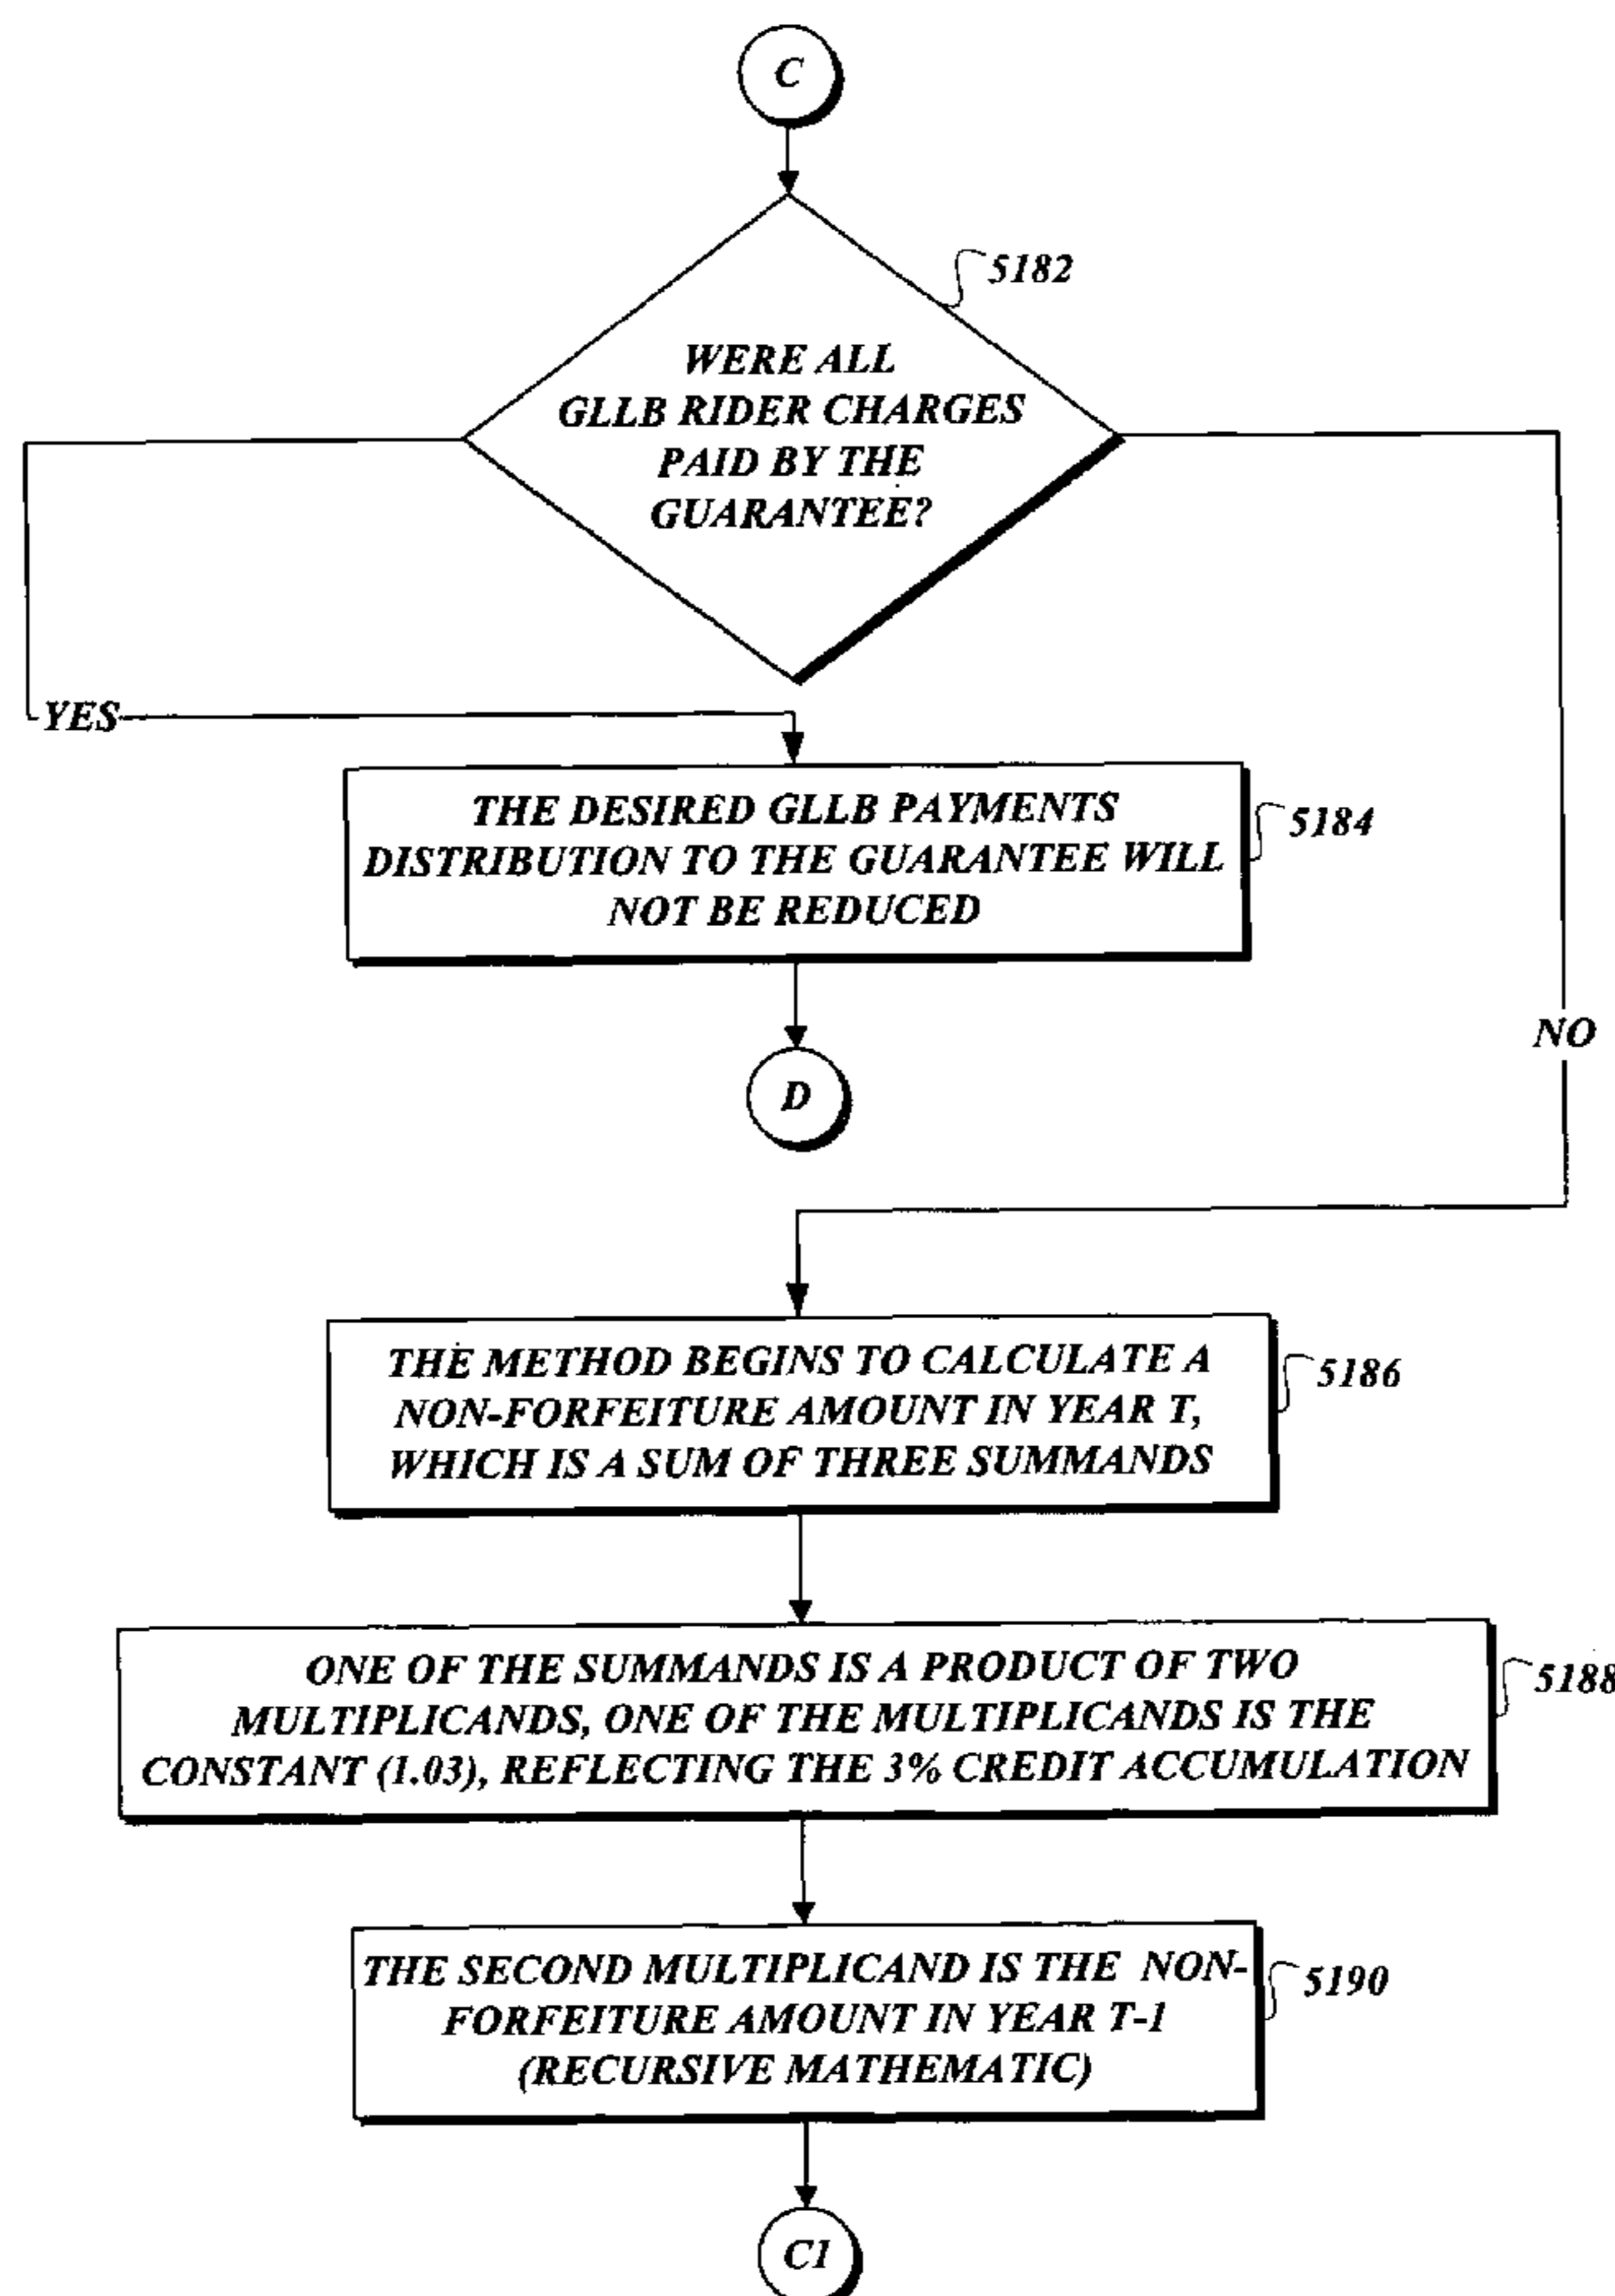 C
5182
WERE ALL
GLLB RIDER CHARGES
PAID BY THE
GUARANTEE?
YES
THE DESIRED GLLB PAYMENTS
DISTRIBUTION TO THE GUARANTEE WILL
NOT BE REDUCED
5184
NO
D
THE METHOD BEGINS TO CALCULATE A
NON-FORFEITURE AMOUNT IN YEAR T,
WHICH IS A SUM OF THREE SUMMANDS
5186
ONE OF THE SUMMANDS IS A PRODUCT OF TWO
MULTIPLICANDS, ONE OF THE MULTIPLICANDS IS THE
CONSTANT (1.03), REFLECTING THE 3% CREDIT ACCUMULATION
5188
THE SECOND MULTIPLICAND IS THE NON-
FORFEITURE AMOUNT IN YEAR T-1
(RECURSIVE MATHEMATIC)
5190
C1